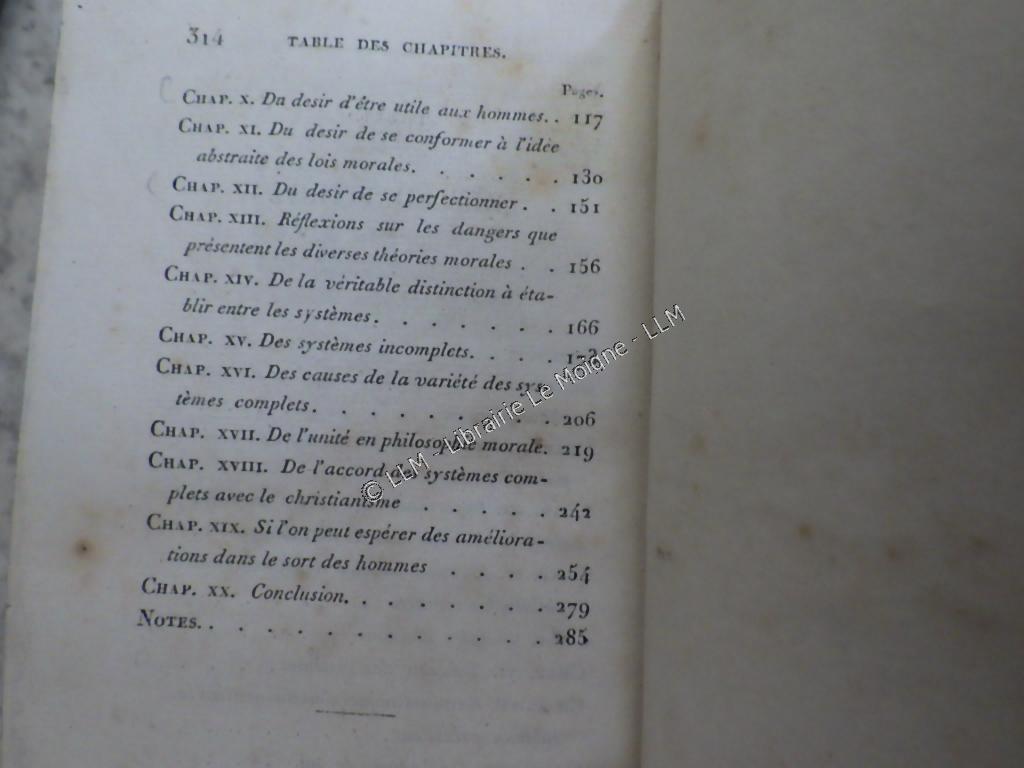 314 TABLE DES CHAPITRES.
Pages.
CHAP. X. Du desir d'être utile aux hommes. . 117
CHAP. XI. Du desir de se conformer à l'idée
abstraite des lois morales. . . . . . 130
CHAP. XII. Du desir de se perfectionner . . 151
CHAP. XIII. Réflexions sur les dangers que
présentent les diverses théories morales . . 156
CHAP. XIV. De la véritable distinction à éta-
blir entre les systèmes. . . . . . . 166
CHAP. XV. Des systèmes incomplets. . . .
CHAP. XVI. Des causes de la variété des sys-
tèmes complets. . . . . . . . . 206
CHAP. XVII. De l'unité en philosophie morale. 219
CHAP. XVIII. De l'accord des systèmes com-
plets avec le christianisme . . . . . 242
CHAP. XIX. Si l'on peut espérer des améliora-
tions dans le sort des hommes . . . . 254
CHAP. XX. Conclusion. . . . . . . . 279
NOTES. . . . . . . . . . . . . 285
© LLM - Librairie Le Moigne - LLM